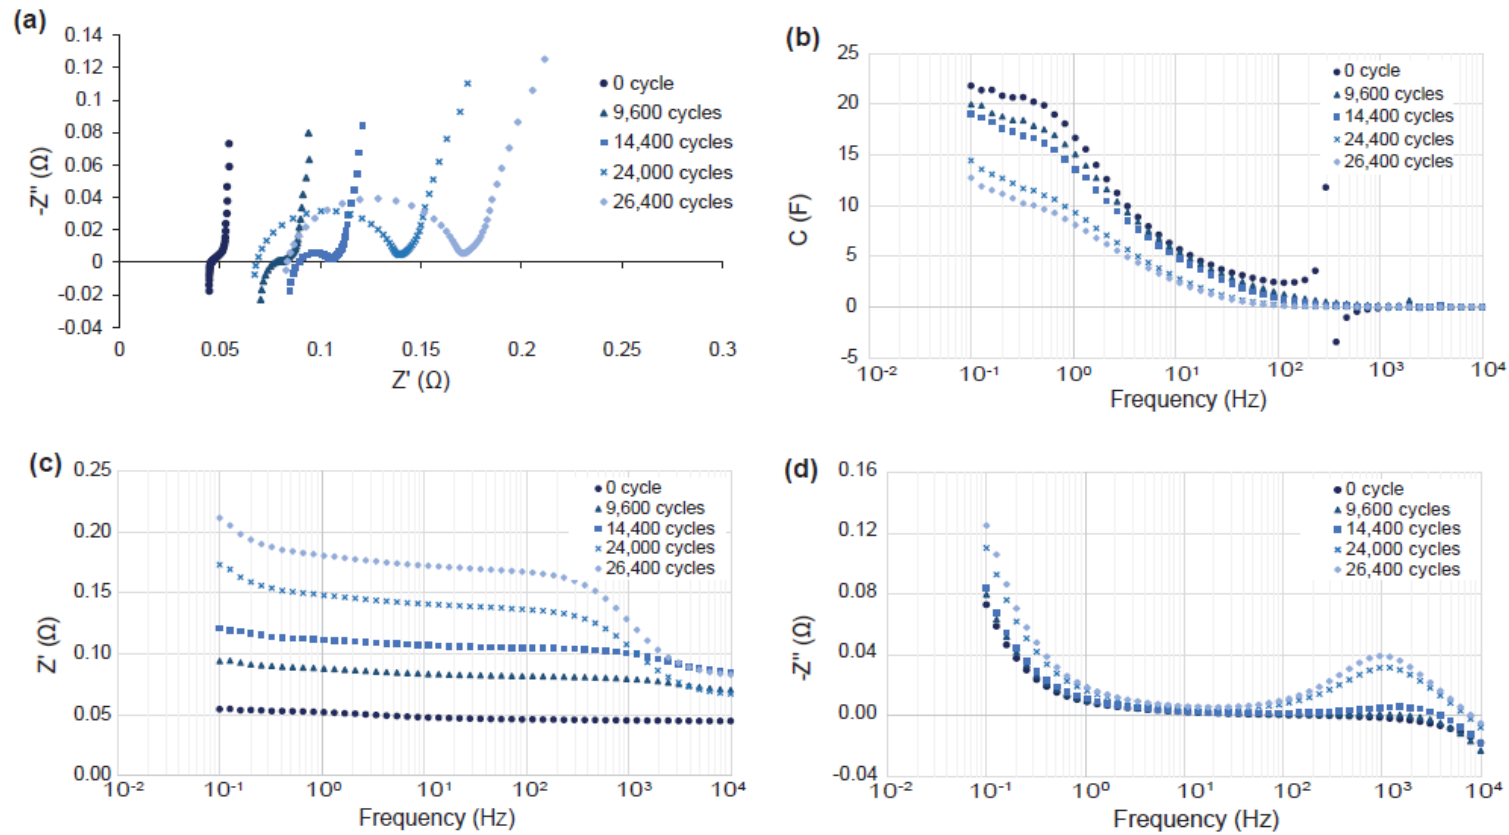 (a)
0.14
0.12
0.1
0.08
0.06
0.04
0.02
0
-0.02
-0.04
-Z'' (Ω)
0 0.05 0.1 0.15 0.2 0.25 0.3
Z' (Ω)
0 cycle
9,600 cycles
14,400 cycles
24,000 cycles
26,400 cycles
(b)
25
20
15
10
5
0
-5
C (F)
10⁻² 10⁻¹ 10⁰ 10¹ 10² 10³ 10⁴
Frequency (Hz)
0 cycle
9,600 cycles
14,400 cycles
24,400 cycles
26,400 cycles
(c)
0.25
0.20
0.15
0.10
0.05
0.00
Z' (Ω)
10⁻² 10⁻¹ 10⁰ 10¹ 10² 10³ 10⁴
Frequency (Hz)
0 cycle
9,600 cycles
14,400 cycles
24,000 cycles
26,400 cycles
(d)
0.16
0.12
0.08
0.04
0.00
-0.04
-Z'' (Ω)
10⁻² 10⁻¹ 10⁰ 10¹ 10² 10³ 10⁴
Frequency (Hz)
0 cycle
9,600 cycles
14,400 cycles
24,000 cycles
26,400 cycles